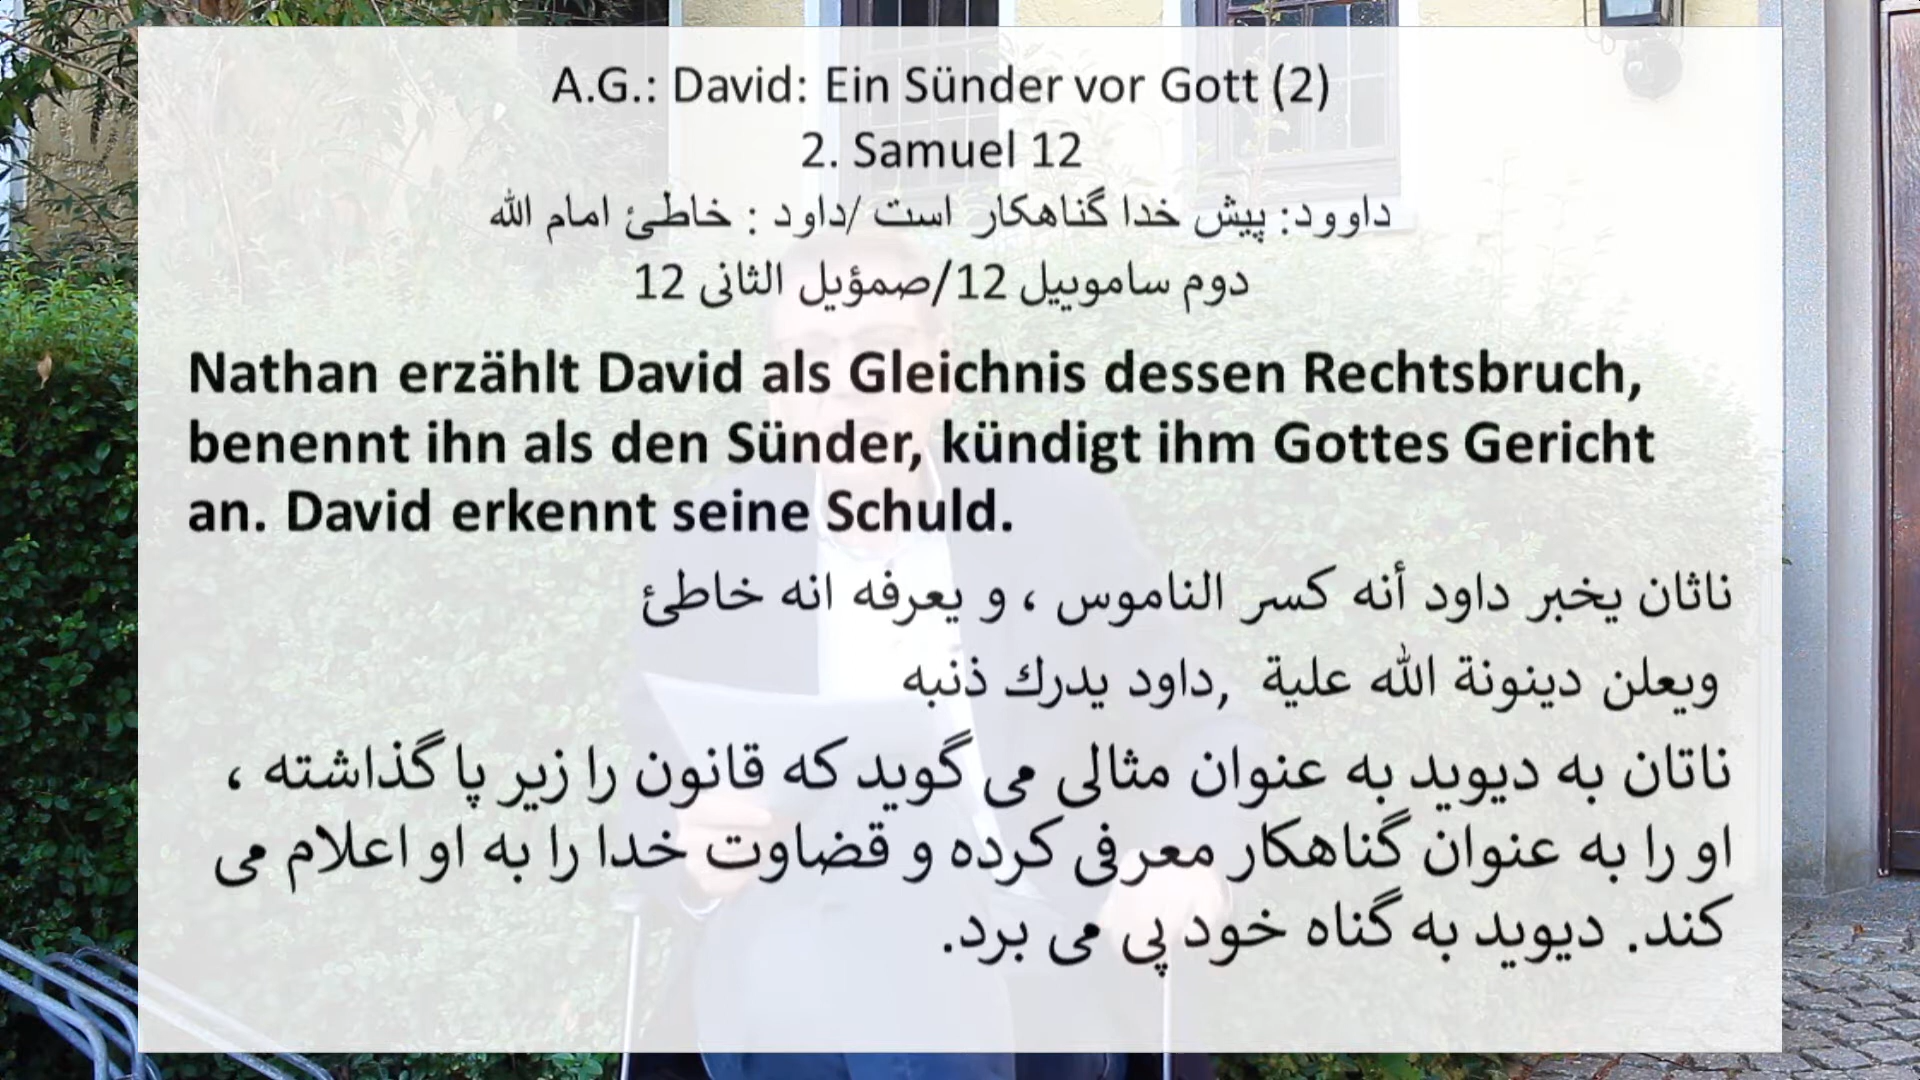 A.G.: David: Ein Sünder vor Gott (2)
2. Samuel 12
داوود: پیش خدا گناهکار است /داود : خاطئ امام الله
دوم ساموییل 12/صمؤيل الثانى 12
Nathan erzählt David als Gleichnis dessen Rechtsbruch,
benennt ihn als den Sünder, kündigt ihm Gottes Gericht
an. David erkennt seine Schuld.
ناثان يخبر داود أنه كسر الناموس ، و يعرفه انه خاطئ
ويعلن دينونة الله علية ,داود يدرك ذنبه
ناتان به دیوید به عنوان مثالی می گوید که قانون را زیر پا گذاشته ،
او را به عنوان گناهکار معرفی کرده و قضاوت خدا را به او اعلام می
کند. دیوید به گناه خود پی می برد.